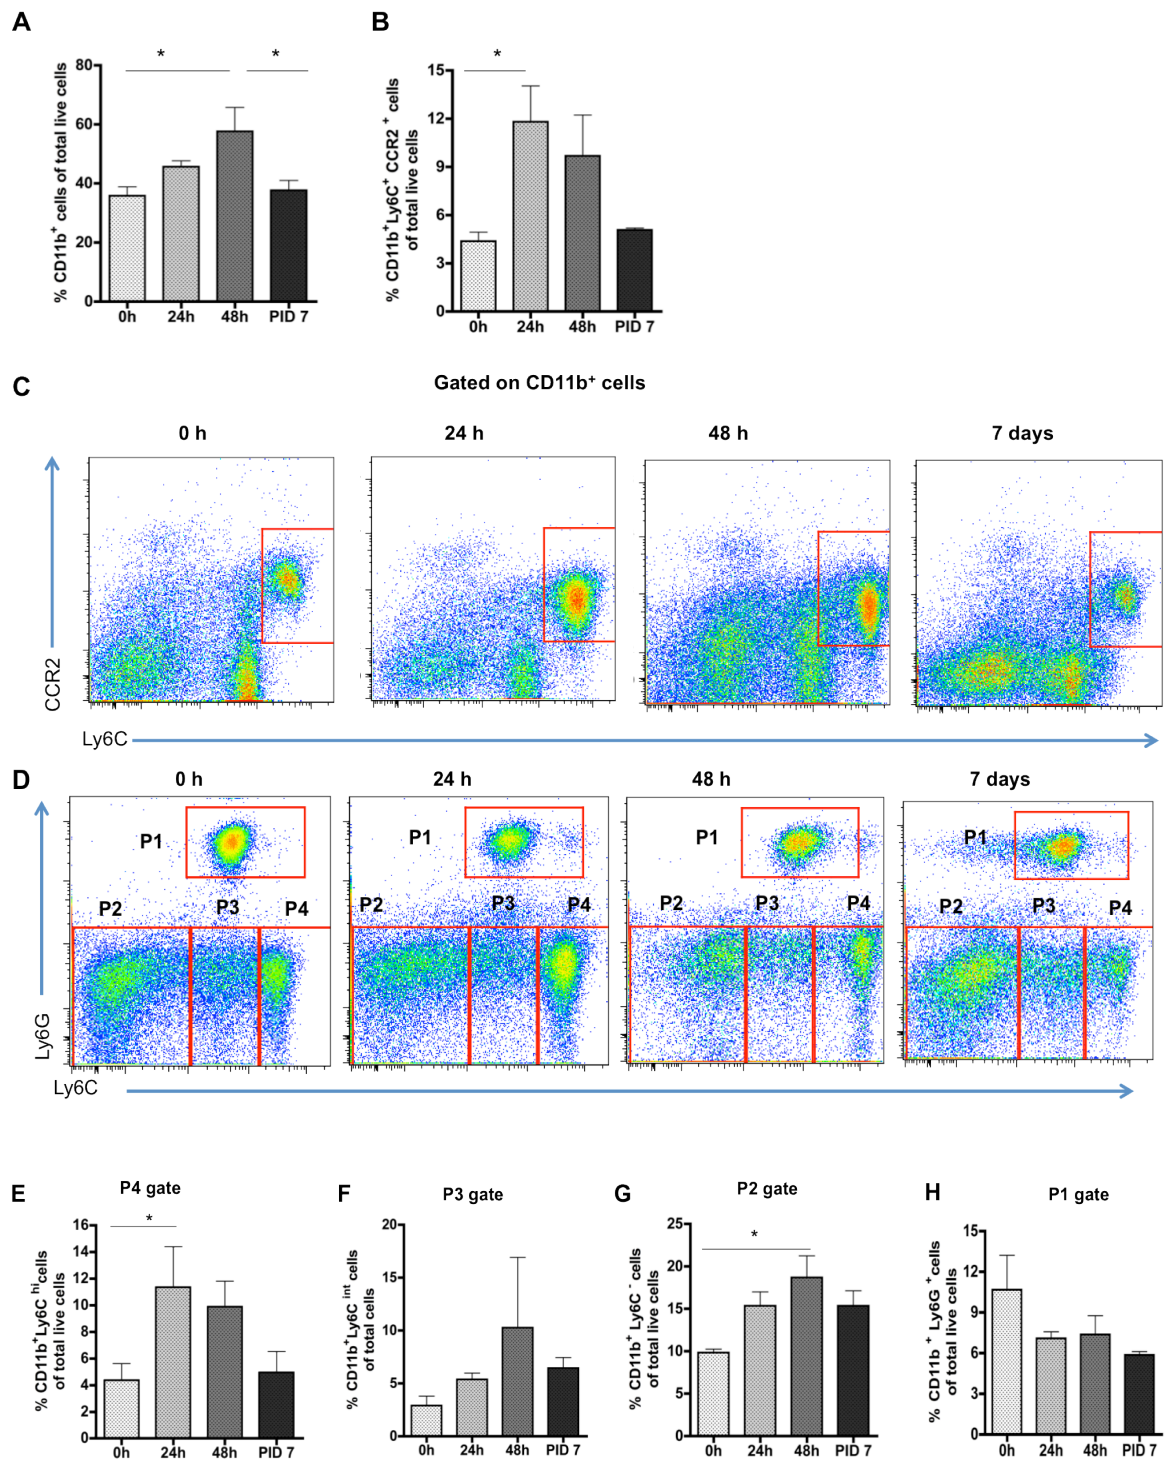 A
B
*
*
*
% CD11b+ cells of total live cells
80
60
40
20
0
0h 24h 48h PID 7
% CD11b+Ly6C+ CCR2 + cells
of total live cells
15
12
9
6
3
0
0h 24h 48h PID 7
C
Gated on CD11b+ cells
0 h 24 h 48 h 7 days
CCR2
Ly6C
D
0 h 24 h 48 h 7 days
P1 P1 P1 P1
P2 P3 P4 P2 P3 P4 P2 P3 P4 P2 P3 P4
Ly6G
Ly6C
E
P4 gate
*
% CD11b+Ly6C hi cells
of total live cells
16
14
12
10
8
6
4
2
0
0h 24h 48h PID 7
F
P3 gate
% CD11b+Ly6C int cells
of total cells
20
15
10
5
0
0h 24h 48h PID 7
G
P2 gate
*
% CD11b+ Ly6C - cells
of total live cells
25
20
15
10
5
0
0h 24h 48h PID 7
H
P1 gate
% CD11b + Ly6G +cells
of total live cells
15
12
9
6
3
0
0h 24h 48h PID 7